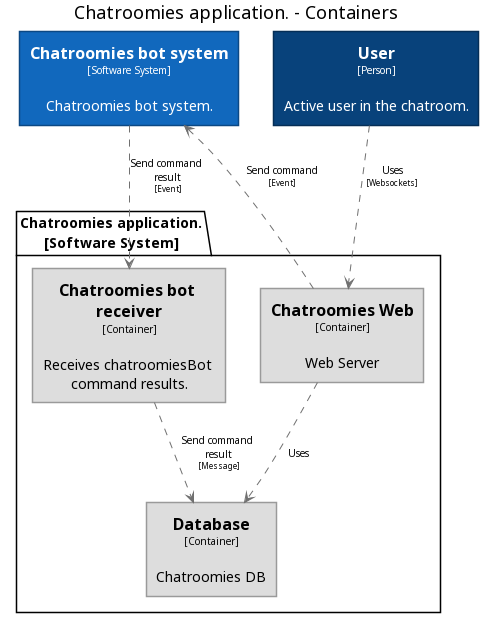 Chatroomies application. - Containers
Chatroomies bot system
[Software System]
Chatroomies bot system.
User
[Person]
Active user in the chatroom.
Send command
result
[Event]
Send command
[Event]
Uses
[Websockets]
Chatroomies application.
[Software System]
Chatroomies bot
receiver
[Container]
Receives chatroomiesBot
command results.
Chatroomies Web
[Container]
Web Server
Send command
result
[Message]
Uses
Database
[Container]
Chatroomies DB